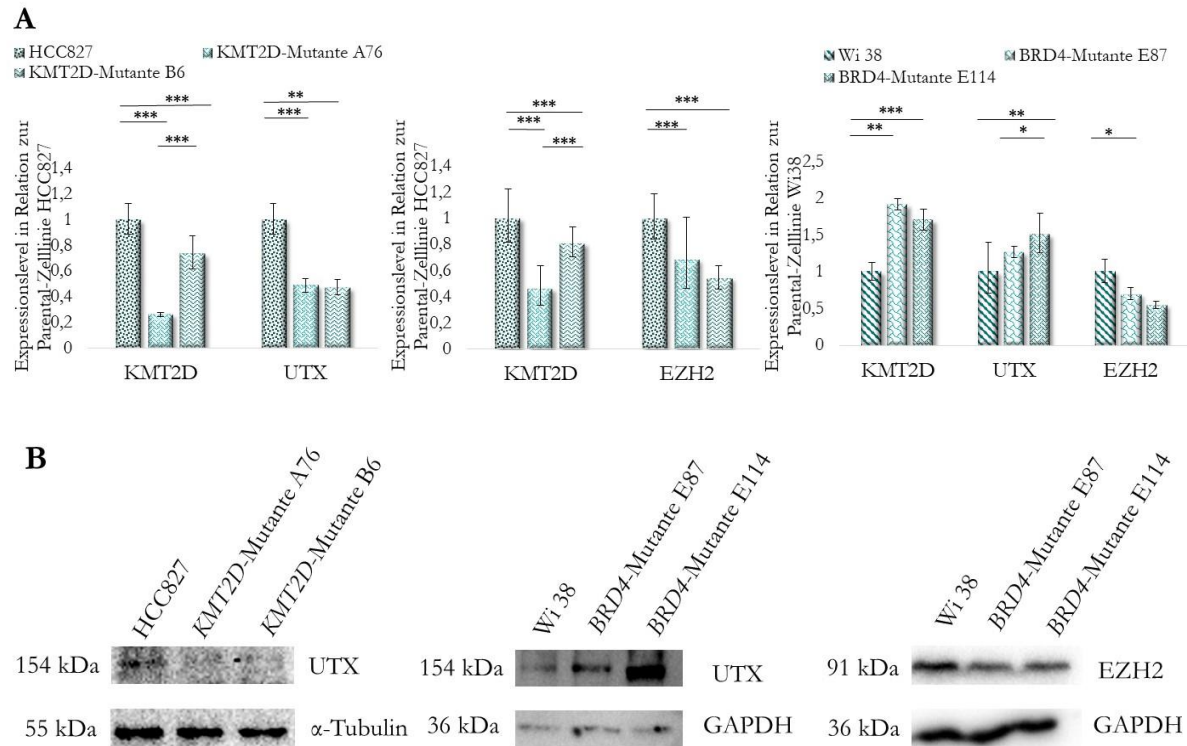 A
HCC827
KMT2D-Mutante A76
KMT2D-Mutante B6
Expressionslevel in Relation zur
Parental-Zelllinie HCC827
*** ** *** *** ***
1,4
1,2
1
0,8
0,6
0,4
0,2
0
KMT2D UTX
Expressionslevel in Relation zur
Parental-Zelllinie HCC827
*** *** *** *** ***
1,4
1,2
1
0,8
0,6
0,4
0,2
0
KMT2D EZH2
Wi 38
BRD4-Mutante E87
BRD4-Mutante E114
Expressionslevel in Relation zur
Parental-Zelllinie Wi38
*** ** ** * *
2,5
2
1,5
1
0,5
0
KMT2D UTX EZH2
B
HCC827
KMT2D-Mutante A76
KMT2D-Mutante B6
154 kDa UTX
55 kDa α-Tubulin
Wi 38
BRD4-Mutante E87
BRD4-Mutante E114
154 kDa UTX
36 kDa GAPDH
Wi 38
BRD4-Mutante E87
BRD4-Mutante E114
91 kDa EZH2
36 kDa GAPDH